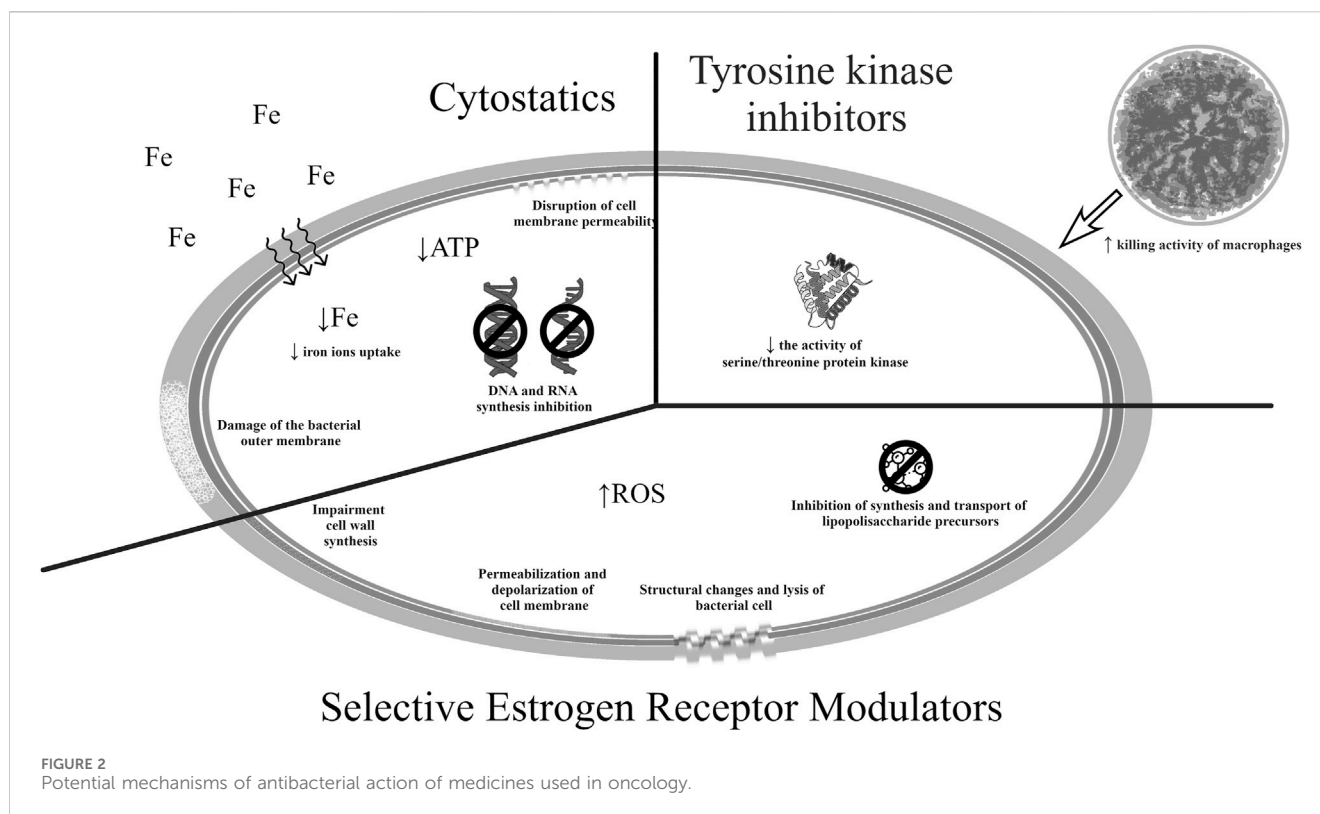 Cytostatics
Tyrosine kinase
inhibitors
Fe
Fe
Fe
Fe
Fe
Disruption of cell
membrane permeability
↓ATP
↓Fe
↓ iron ions uptake
DNA and RNA
synthesis inhibition
Damage of the bacterial
outer membrane
↑ killing activity of macrophages
↓ the activity of
serine/threonine protein kinase
Impairment
cell wall
synthesis
↑ROS
Inhibition of synthesis and transport of
lipopolisaccharide precursors
Permeabilization and
depolarization of
cell membrane
Structural changes and lysis of
bacterial cell
Selective Estrogen Receptor Modulators
FIGURE 2
Potential mechanisms of antibacterial action of medicines used in oncology.